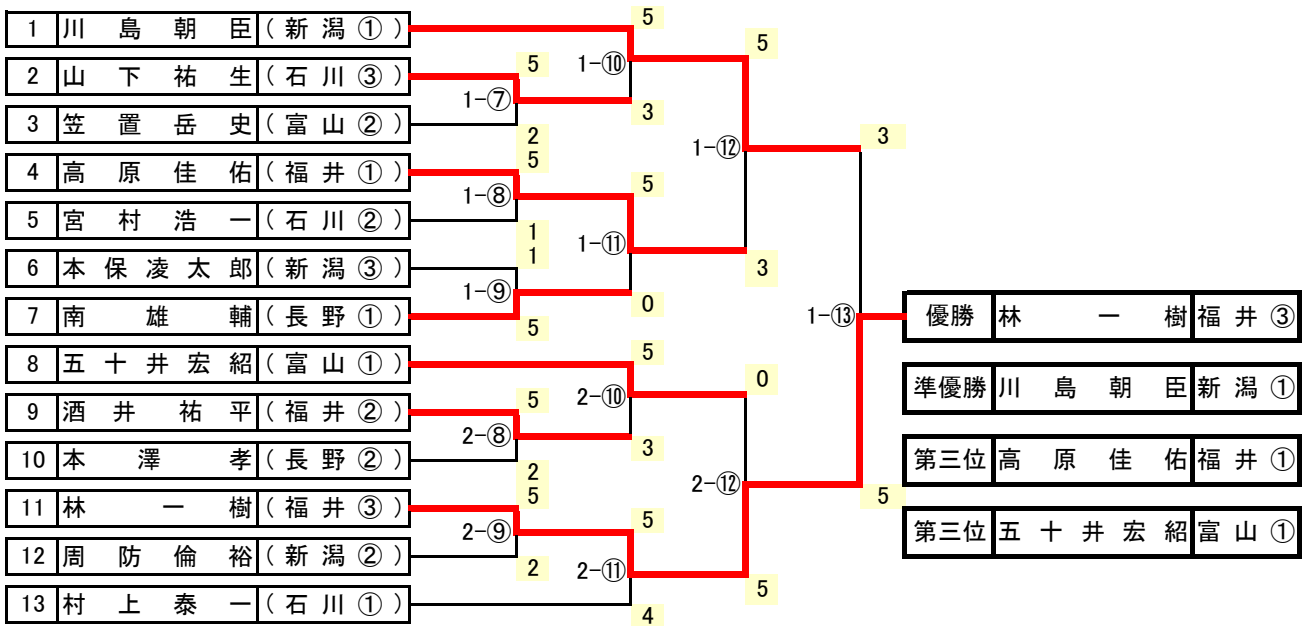 1 川島朝臣 (新潟①)
2 山下祐生 (石川③)
3 笠置岳史 (富山②)
4 高原佳佑 (福井①)
5 宮村浩一 (石川②)
6 本保凌太郎 (新潟③)
7 南雄輔 (長野①)
8 五十井宏紹 (富山①)
9 酒井祐平 (福井②)
10 本澤孝 (長野②)
11 林一樹 (福井③)
12 周防倫裕 (新潟②)
13 村上泰一 (石川①)
5
1-⑦
2
5
1-⑧
1
1
1-⑨
5
5
2-⑧
2
5
2-⑨
2
5
1-⑩
3
5
1-⑪
0
5
2-⑩
3
5
2-⑪
4
5
1-⑫
3
0
2-⑫
5
3
1-⑬
5
優勝 林一樹 福井③
準優勝 川島朝臣 新潟①
第三位 高原佳佑 福井①
第三位 五十井宏紹 富山①